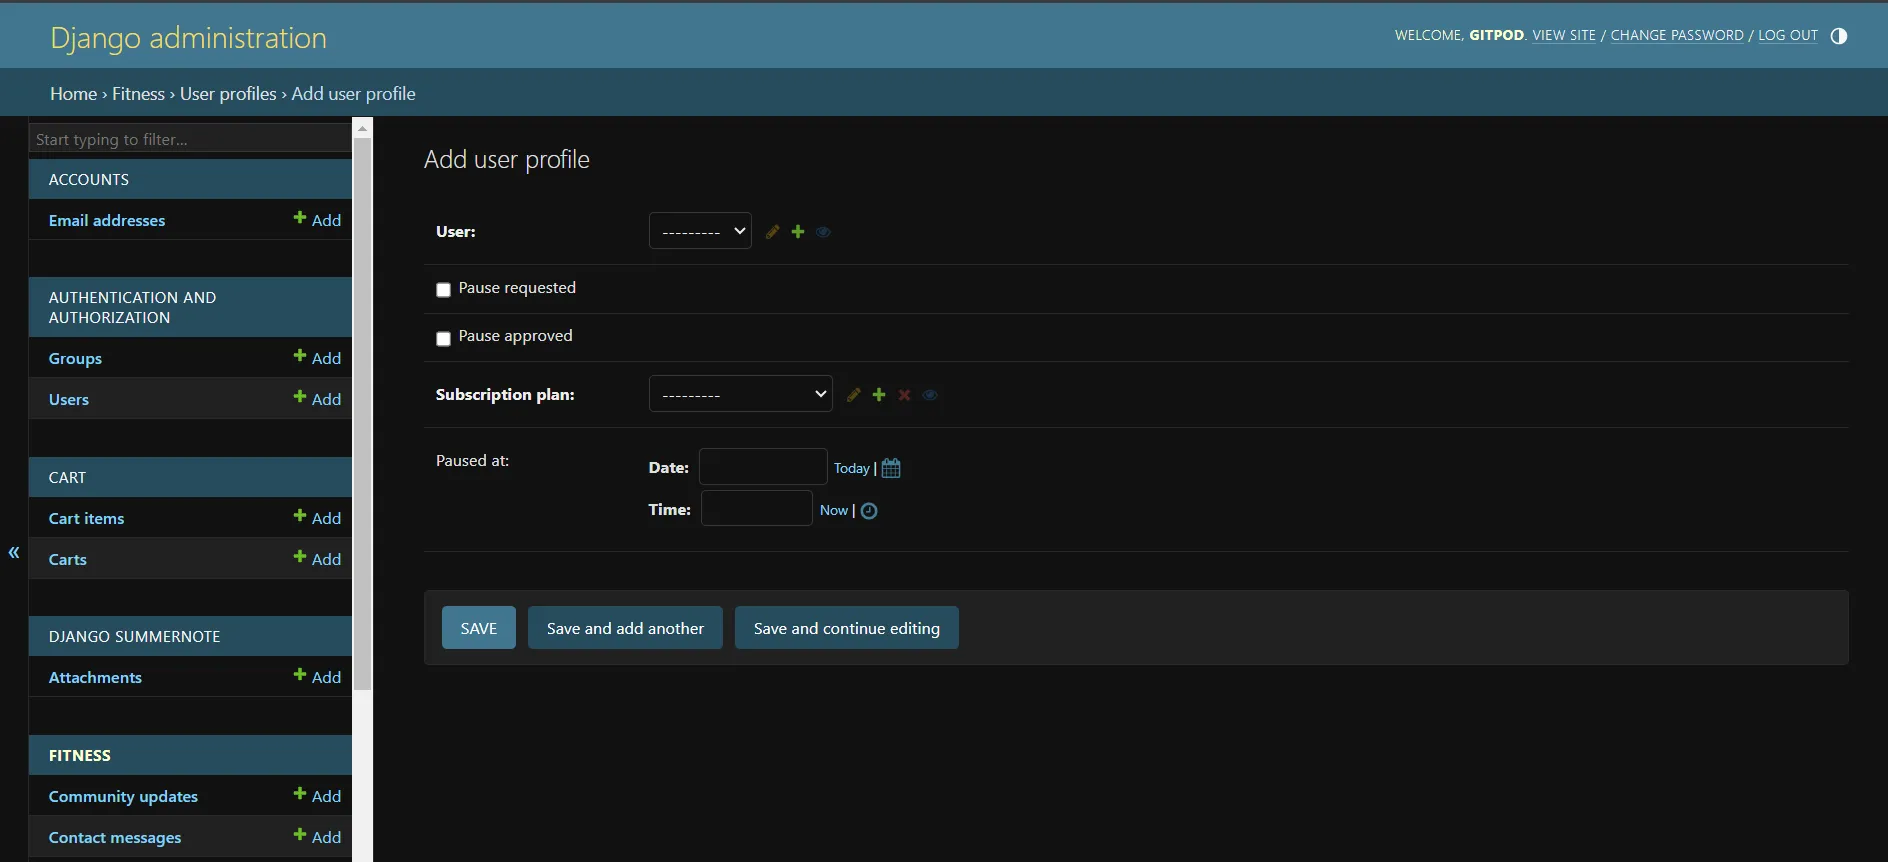 Django administration
WELCOME, GITPOD. VIEW SITE / CHANGE PASSWORD / LOG OUT
Home › Fitness › User profiles › Add user profile
Start typing to filter...
ACCOUNTS
Email addresses
Add
AUTHENTICATION AND
AUTHORIZATION
Groups
Add
Users
Add
CART
Cart items
Add
Carts
Add
DJANGO SUMMERNOTE
Attachments
Add
FITNESS
Community updates
Add
Contact messages
Add
«
Add user profile
User:
---------
Pause requested
Pause approved
Subscription plan:
---------
Paused at:
Date:
Today |
Time:
Now |
SAVE
Save and add another
Save and continue editing